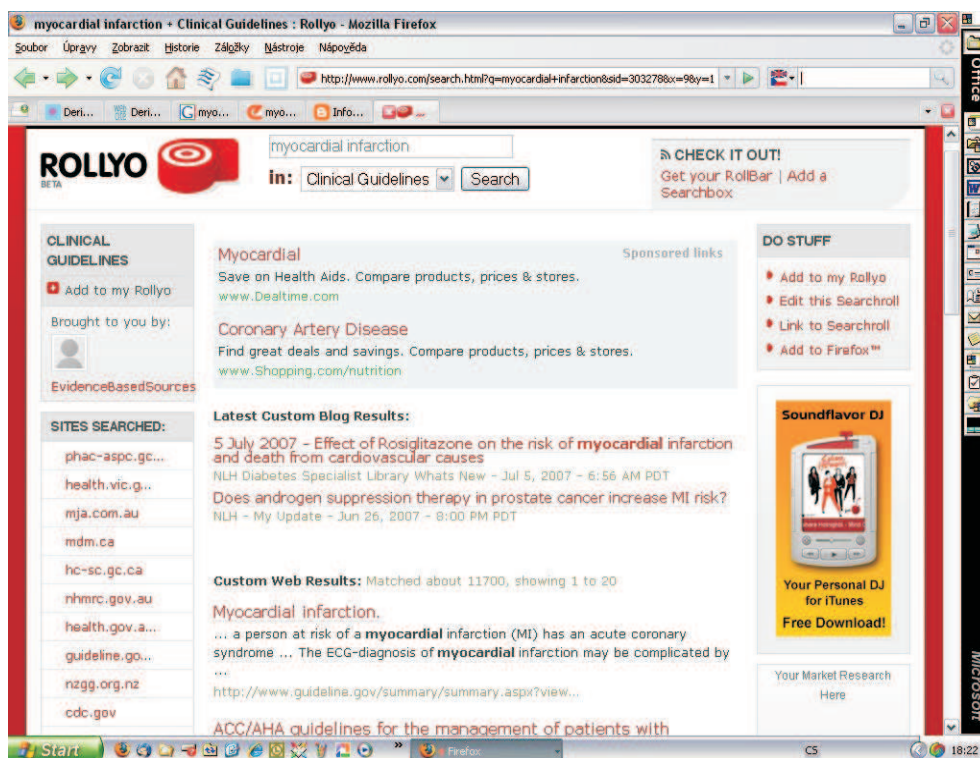 myocardial infarction + Clinical Guidelines : Rollyo - Mozilla Firefox
Soubor Úpravy Zobrazit Historie Záložky Nástroje Nápověda
http://www.rollyo.com/search.html?q=myocardial+infarction&sid=303278&x=9&y=1
Deri... Deri... myo... myo... Info... ...
Office
ROLLYO
BETA
myocardial infarction
in: Clinical Guidelines Search
CHECK IT OUT!
Get your RollBar | Add a
Searchbox
CLINICAL
GUIDELINES
Add to my Rollyo
Brought to you by:
EvidenceBasedSources
SITES SEARCHED:
phac-aspc.gc...
health.vic.g...
mja.com.au
mdm.ca
hc-sc.gc.ca
nhmrc.gov.au
health.gov.a...
guideline.go...
nzgg.org.nz
cdc.gov
Sponsored links
Myocardial
Save on Health Aids. Compare products, prices & stores.
www.Dealtime.com
Coronary Artery Disease
Find great deals and savings. Compare products, prices & stores.
www.Shopping.com/nutrition
Latest Custom Blog Results:
5 July 2007 - Effect of Rosiglitazone on the risk of myocardial infarction
and death from cardiovascular causes
NLH Diabetes Specialist Library Whats New - Jul 5, 2007 - 6:56 AM PDT
Does androgen suppression therapy in prostate cancer increase MI risk?
NLH - My Update - Jun 26, 2007 - 8:00 PM PDT
Custom Web Results: Matched about 11700, showing 1 to 20
Myocardial infarction.
... a person at risk of a myocardial infarction (MI) has an acute coronary
syndrome ... The ECG-diagnosis of myocardial infarction may be complicated by
...
http://www.guideline.gov/summary/summary.aspx?view...
ACC/AHA guidelines for the management of patients with
DO STUFF
Add to my Rollyo
Edit this Searchroll
Link to Searchroll
Add to Firefox™
Soundflavor DJ
Your Personal DJ
for iTunes
Free Download!
Your Market Research
Here
Microsoft
Start » Firefox CS 18:22